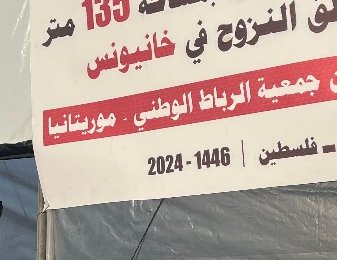 135 متر
النزوح في خانيونس
جمعية الرباط الوطني - موريتانيا
– فلسطين | 1446 - 2024